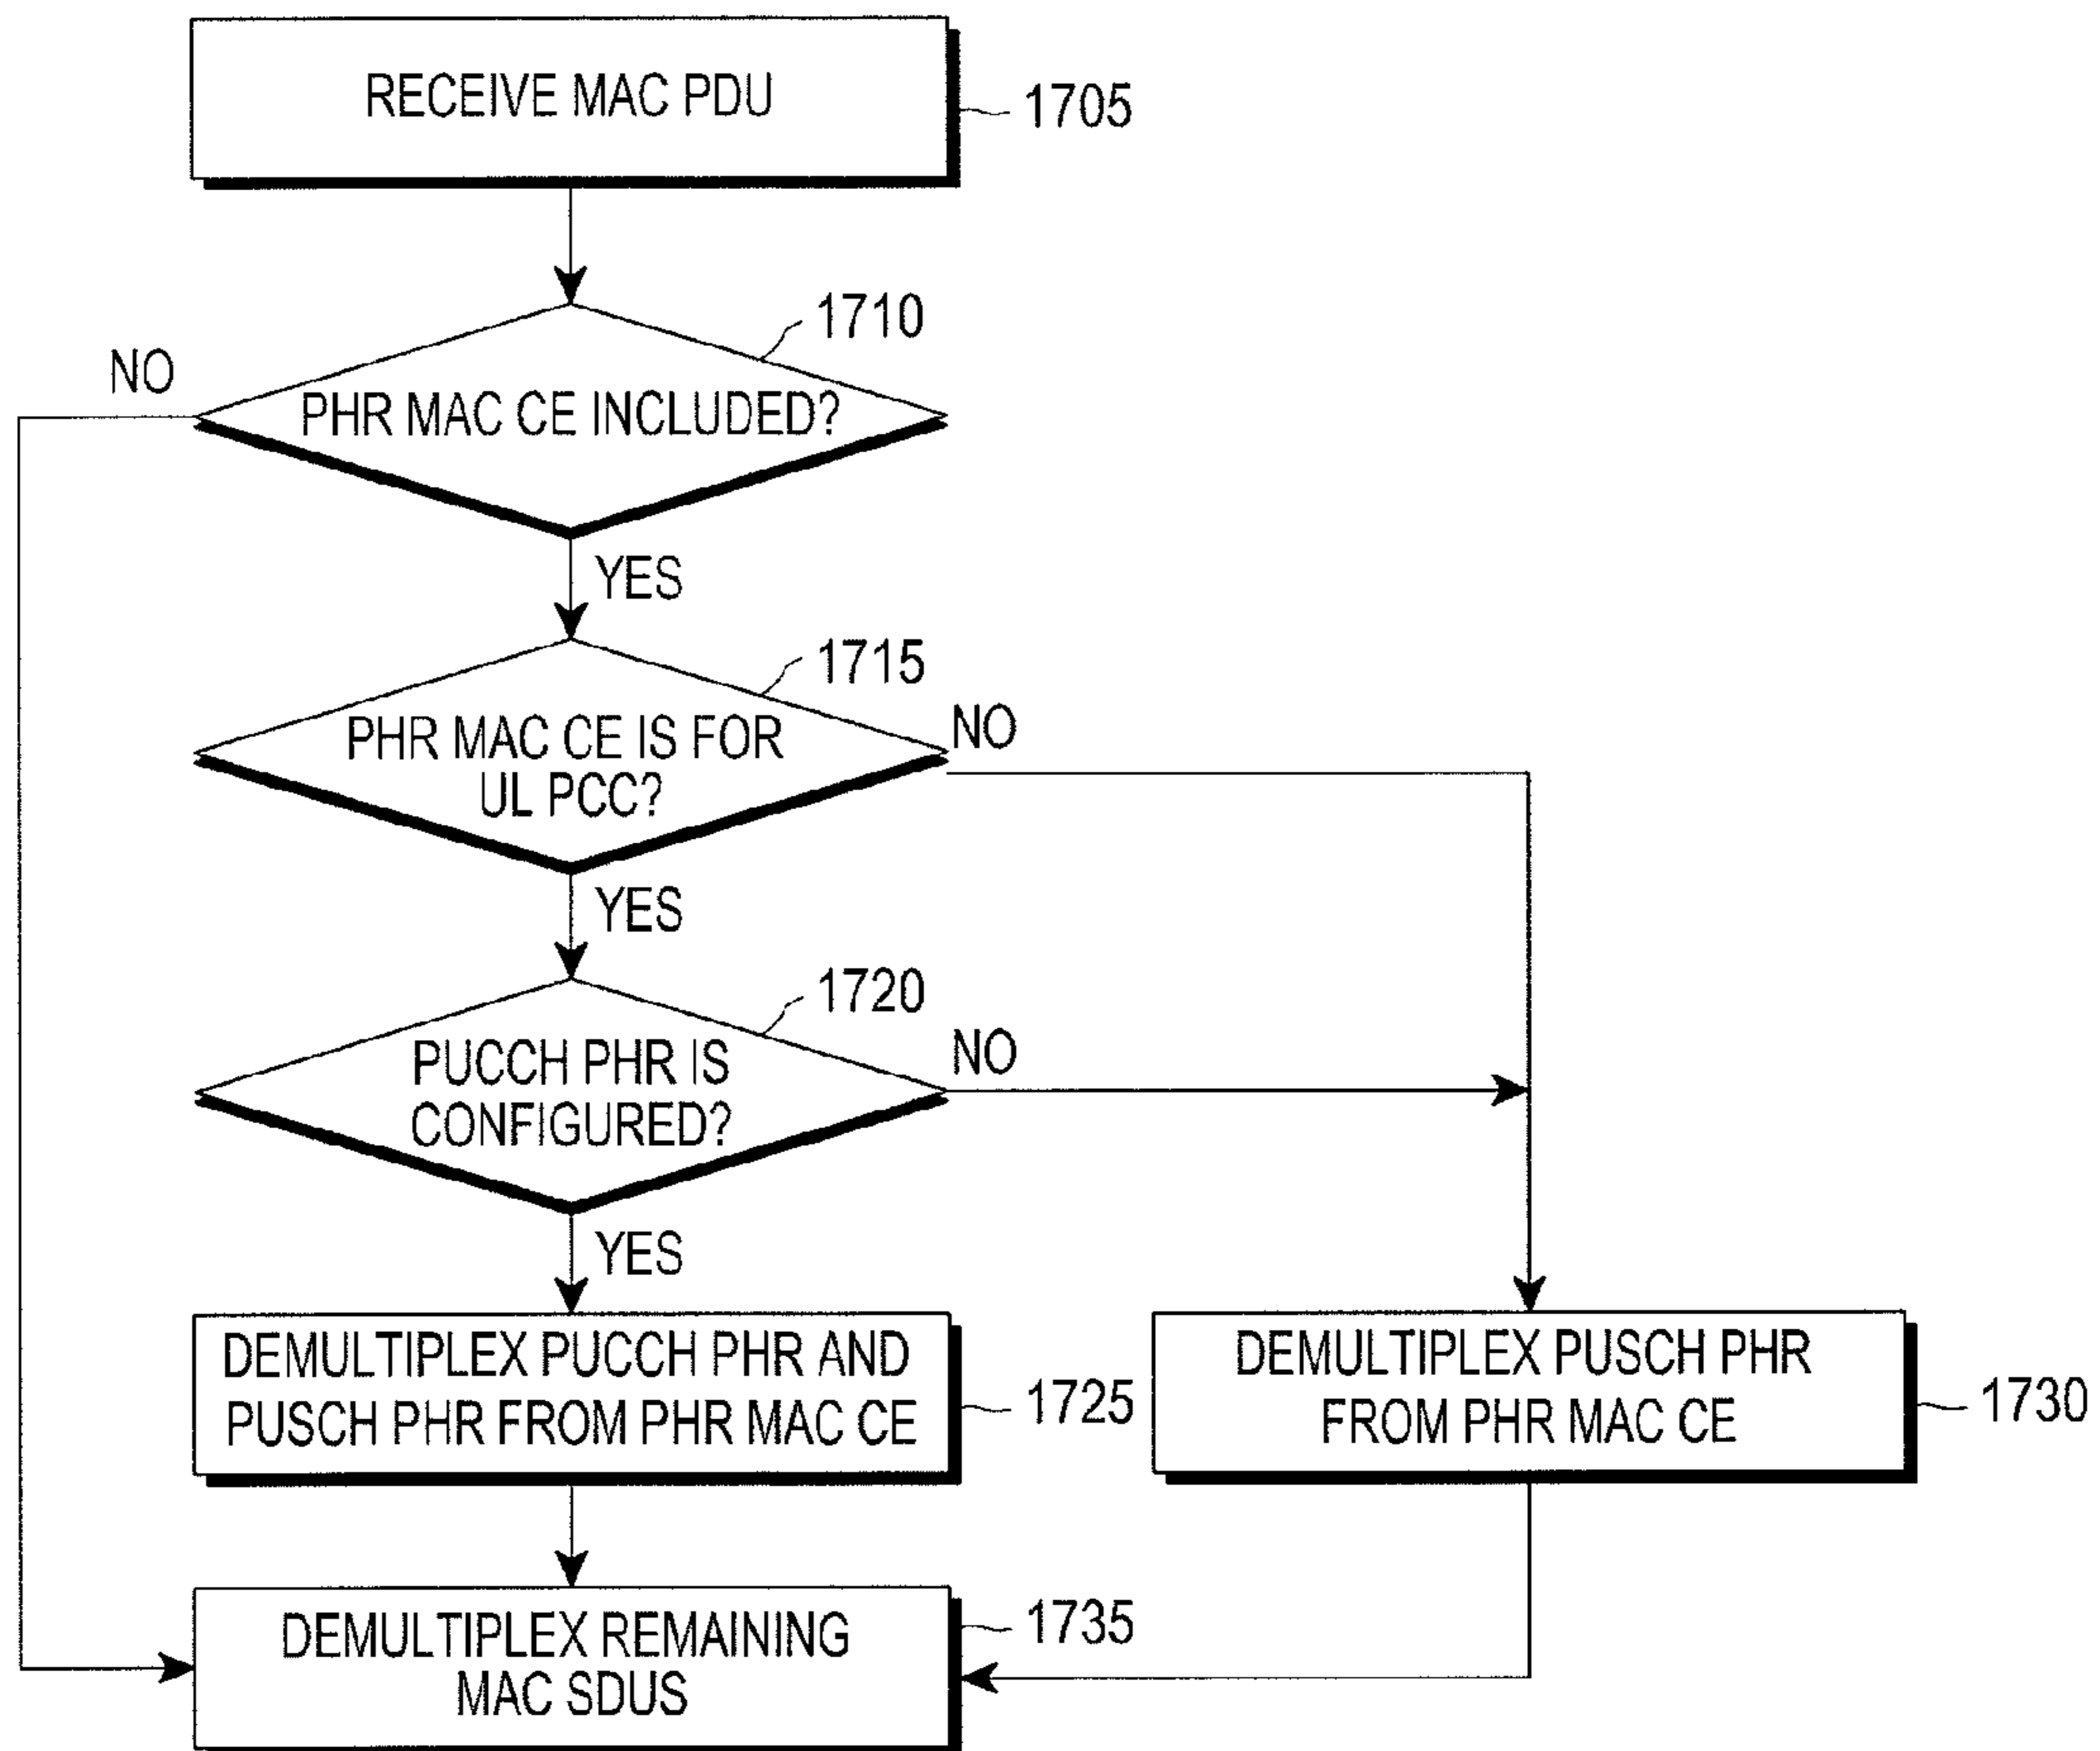 RECEIVE MAC PDU
1705
1710
NO
PHR MAC CE INCLUDED?
YES
1715
PHR MAC CE IS FOR
UL PCC?
NO
YES
1720
PUCCH PHR IS
CONFIGURED?
NO
YES
DEMULTIPLEX PUCCH PHR AND
PUSCH PHR FROM PHR MAC CE
1725
DEMULTIPLEX PUSCH PHR
FROM PHR MAC CE
1730
DEMULTIPLEX REMAINING
MAC SDUS
1735